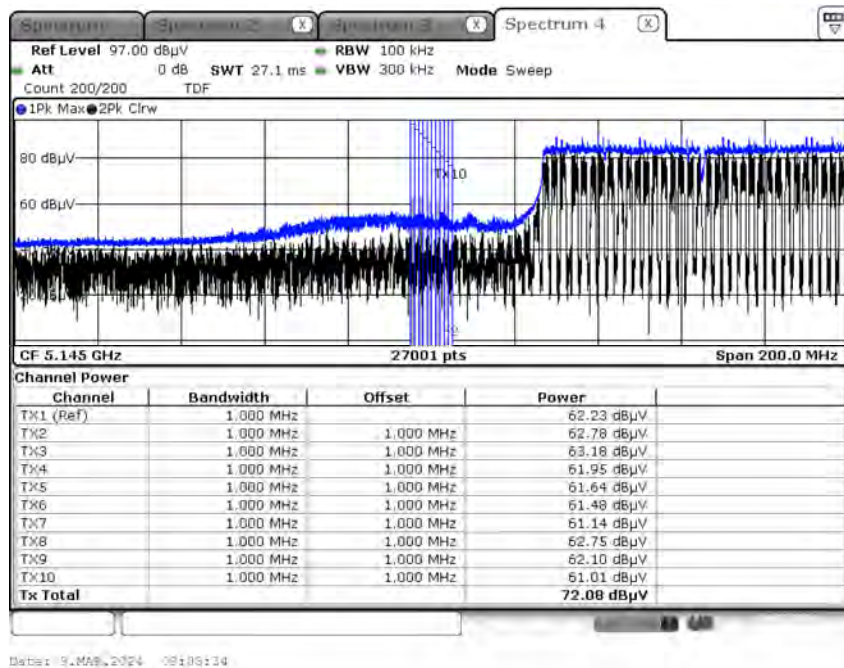 Spectrum 2 X
Spectrum 3 X
Spectrum 4 X
Ref Level 97.00 dBµV RBW 100 kHz
Att 0 dB SWT 27.1 ms VBW 300 kHz Mode Sweep
Count 200/200 TDF
1Pk Max 2Pk Clrw
80 dBµV
Tx10
60 dBµV
CF 5.145 GHz 27001 pts Span 200.0 MHz
Channel Power
Channel Bandwidth Offset Power
TX1 (Ref) 1.000 MHz 62.23 dBµV
TX2 1.000 MHz 1.000 MHz 62.78 dBµV
TX3 1.000 MHz 1.000 MHz 63.18 dBµV
TX4 1.000 MHz 1.000 MHz 61.95 dBµV
TX5 1.000 MHz 1.000 MHz 61.64 dBµV
TX6 1.000 MHz 1.000 MHz 61.48 dBµV
TX7 1.000 MHz 1.000 MHz 61.14 dBµV
TX8 1.000 MHz 1.000 MHz 62.75 dBµV
TX9 1.000 MHz 1.000 MHz 62.10 dBµV
TX10 1.000 MHz 1.000 MHz 61.01 dBµV
Tx Total 72.08 dBµV
Date: 9.MAR.2024